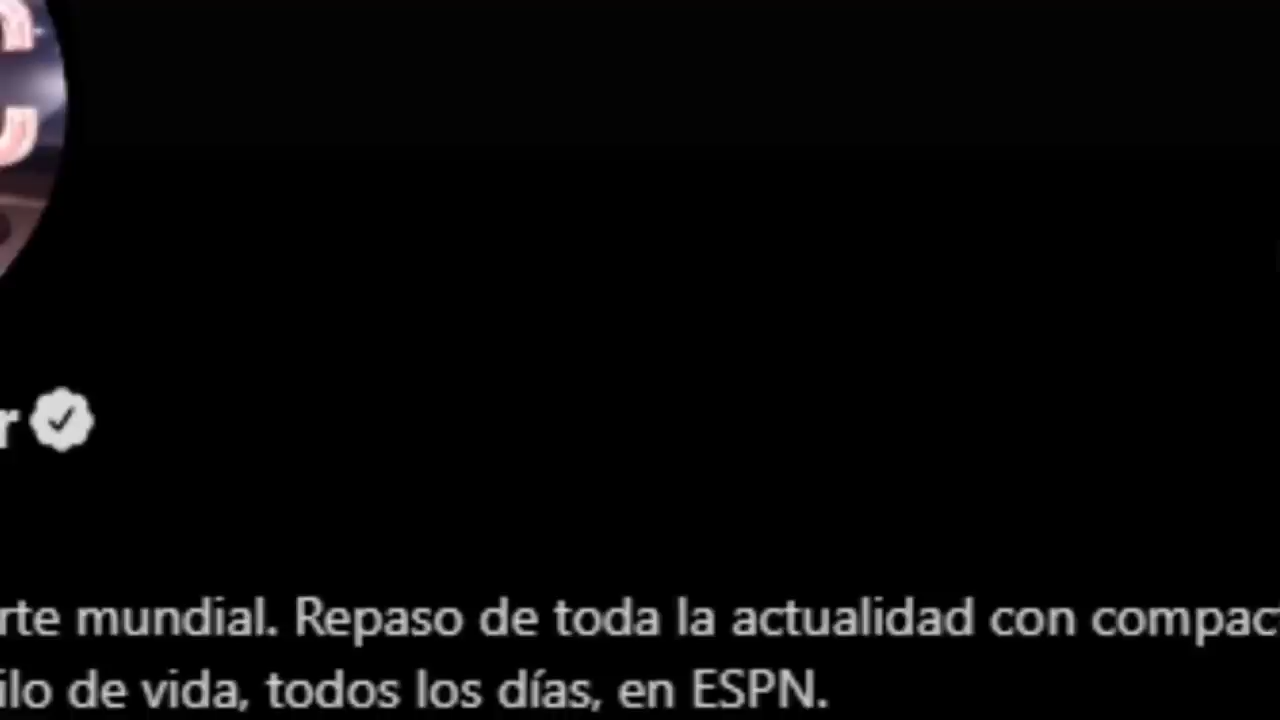 C
r
rte mundial. Repaso de toda la actualidad con compac
ilo de vida, todos los días, en ESPN.